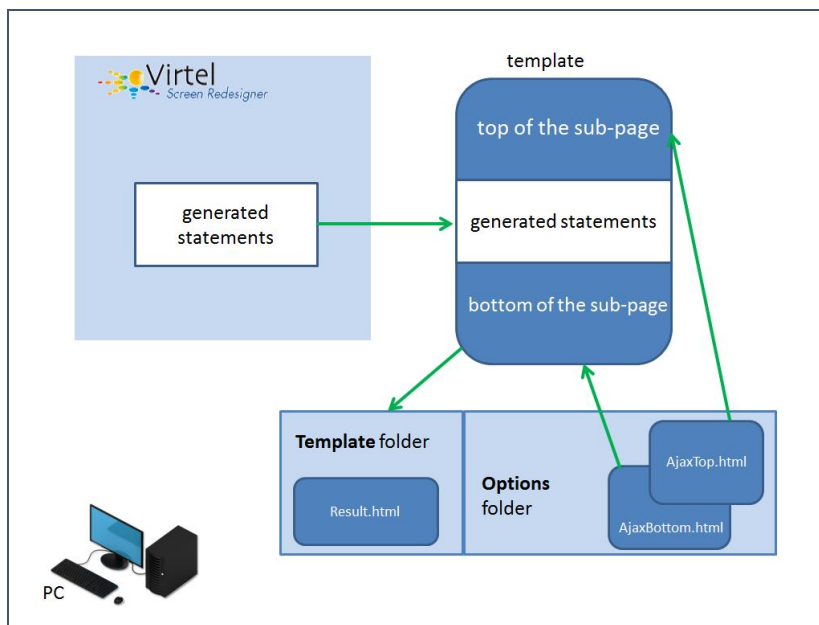 Virtel
Screen Redesigner
template
top of the sub-page
generated
statements
generated statements
bottom of the sub-page
Template folder
Result.html
Options
folder
AjaxTop.html
AjaxBottom.html
PC